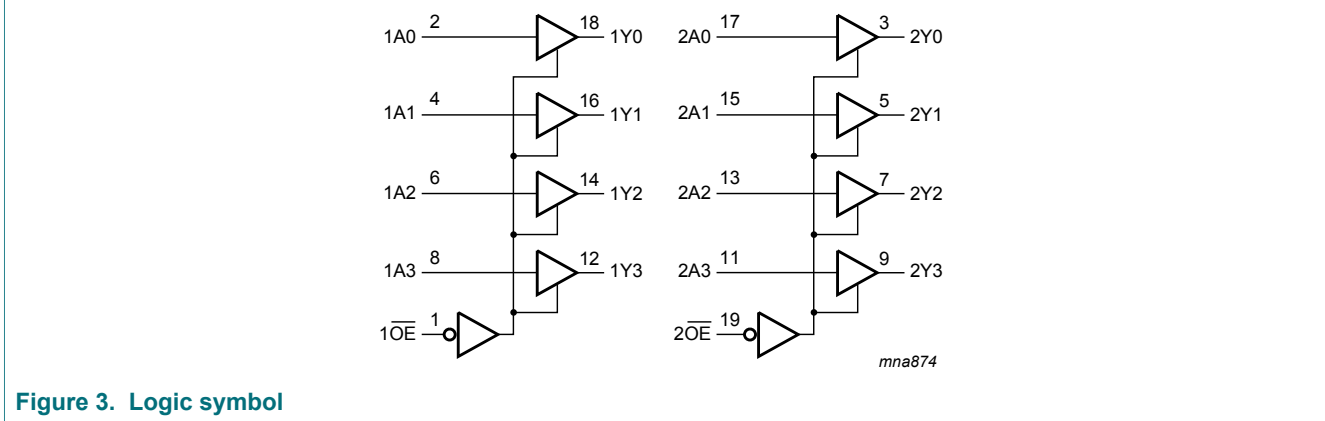 1A0 2 18 1Y0
2A0 17 3 2Y0
1A1 4 16 1Y1
2A1 15 5 2Y1
1A2 6 14 1Y2
2A2 13 7 2Y2
1A3 8 12 1Y3
2A3 11 9 2Y3
1O̅E̅ 1
2O̅E̅ 19
mna874
Figure 3. Logic symbol